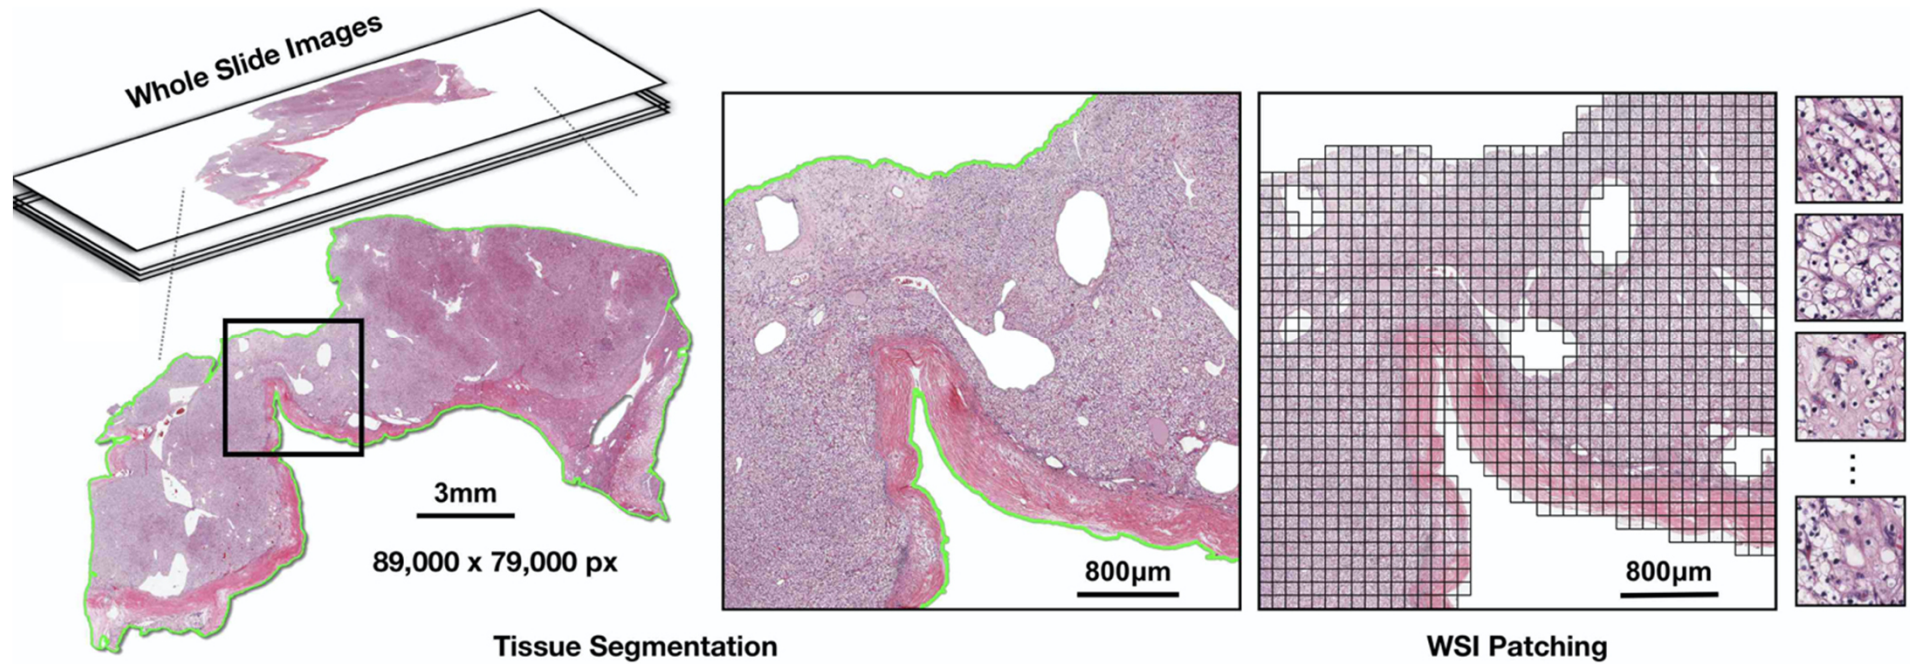 Whole Slide Images
3mm
89,000 x 79,000 px
800μm
800μm
Tissue Segmentation
WSI Patching